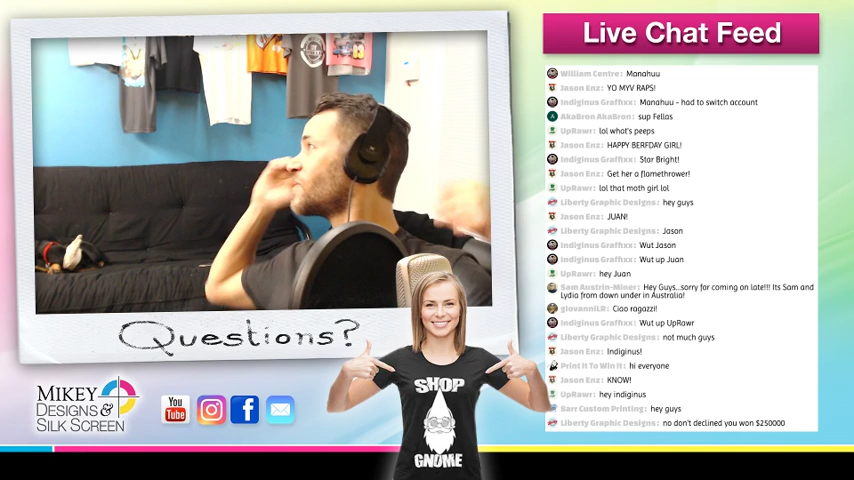 Live Chat Feed
William Centre: Manahuu
Jason Enz: YO MYV RAPS!
Indiginus Graffixx: Manahuu - had to switch account
AkaBron AkaBron: sup Fellas
UpRawr: lol what's peeps
Jason Enz: HAPPY BERFDAY GIRL!
Indiginus Graffixx: Star Bright!
Jason Enz: Get her a flamethrower!
UpRawr: lol that moth girl lol
Liberty Graphic Designs: hey guys
Jason Enz: JUAN!
Liberty Graphic Designs: Jason
Indiginus Graffixx: Wut Jason
Indiginus Graffixx: Wut up Juan
UpRawr: hey Juan
Sam Austrin-Miner: Hey Guys...sorry for coming on late!!! Its Sam and
Lydia from down under in Australia!
giovanniLR: Ciao ragazzi!
Indiginus Graffixx: Wut up UpRawr
Liberty Graphic Designs: not much guys
Jason Enz: Indiginus!
Print It To Win It: hi everyone
Jason Enz: KNOW!
UpRawr: hey indiginus
Barr Custom Printing: hey guys
Liberty Graphic Designs: no don't declined you won $250000
Questions?
MIKEY
DESIGNS &
SILK SCREEN
You
Tube
SHOP
GNOME